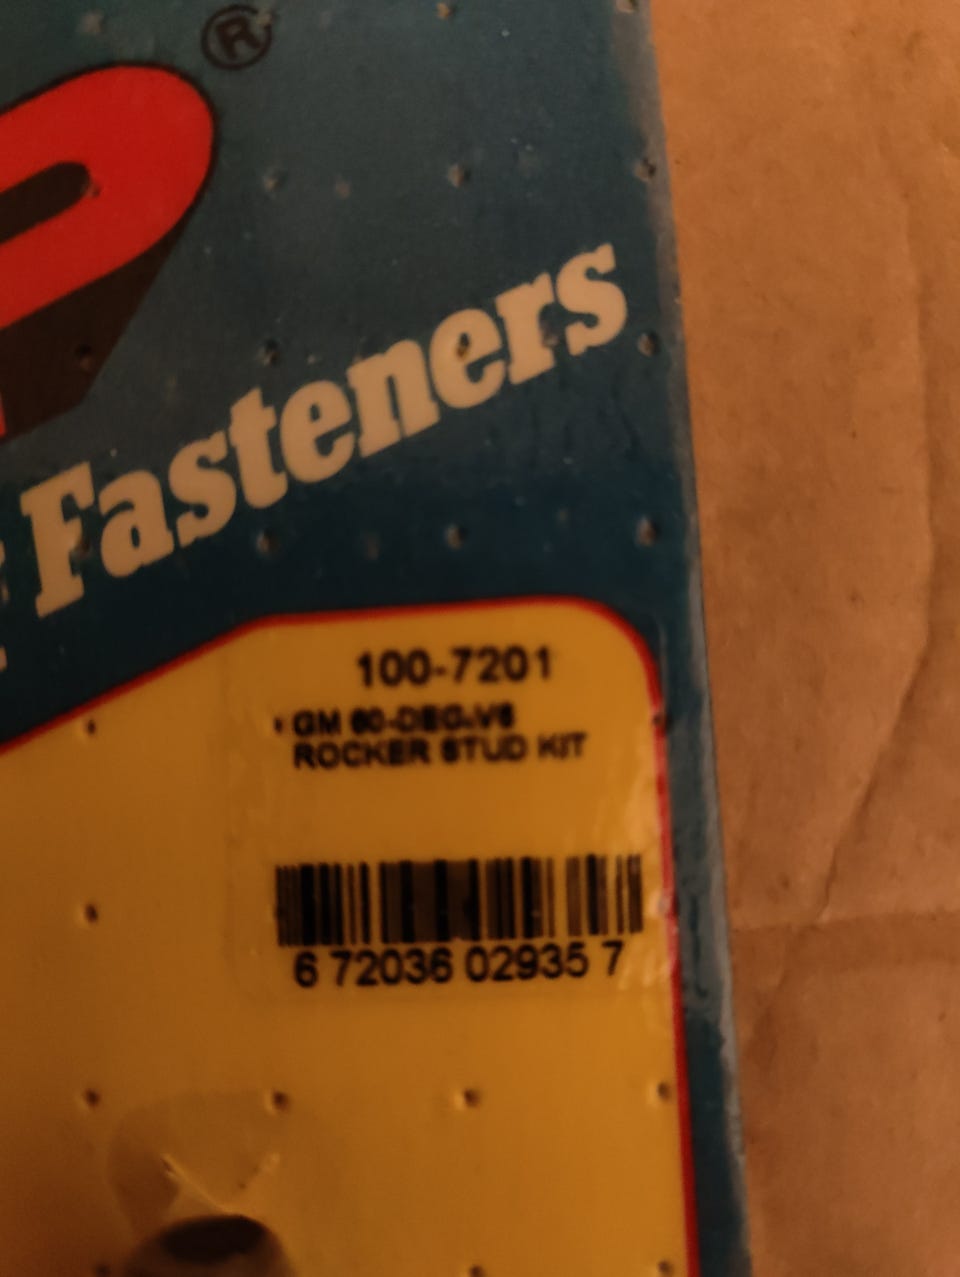 ®
Fasteners
100-7201
GM 60-DEG.V6
ROCKER STUD KIT
6 72036 02935 7